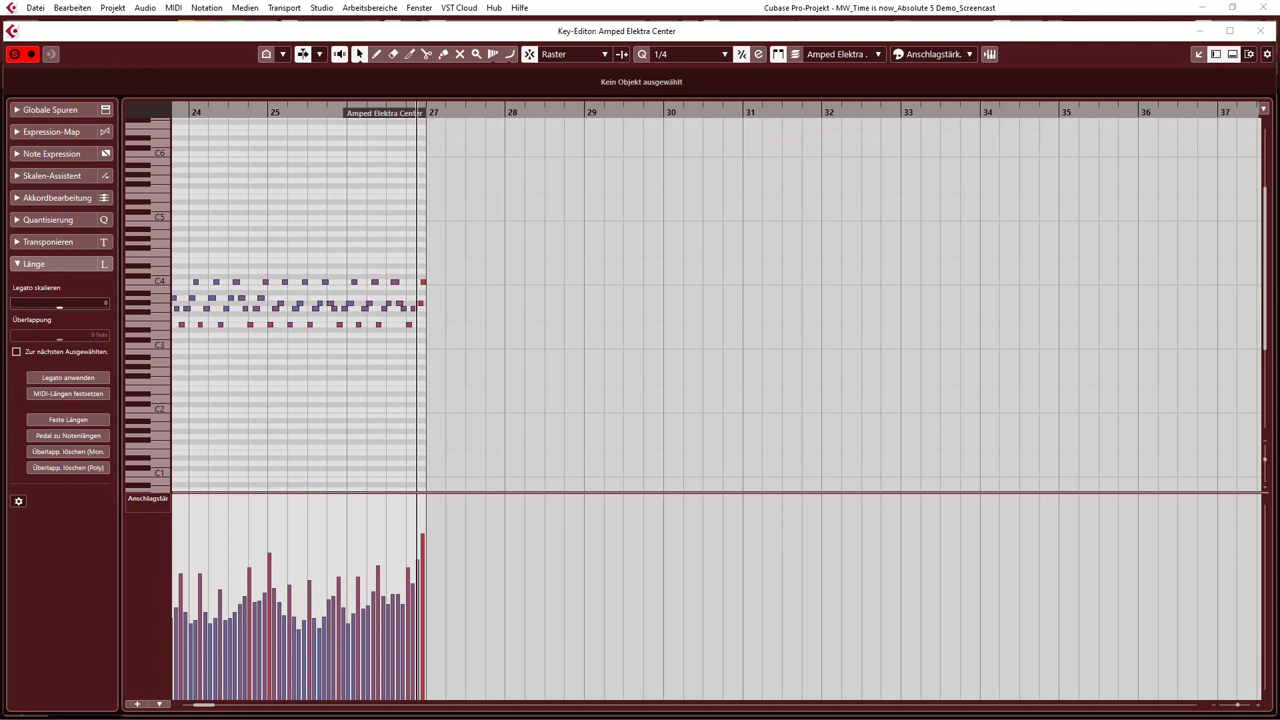 Datei Bearbeiten Projekt Audio MIDI Notation Medien Transport Studio Arbeitsbereiche Fenster VST Cloud Hub Hilfe Cubase Pro-Projekt - MW_Time is now_Absolute 5 Demo_Screencast
Key-Editor: Amped Elektra Center
S Raster Q 1/4 Amped Elektra . Anschlagstärk.
Kein Objekt ausgewählt
Globale Spuren
Expression-Map
Note Expression
Skalen-Assistent
Akkordbearbeitung
Quantisierung Q
Transponieren T
Länge L
Legato skalieren
0
Überlappung
0 Ticks
Zur nächsten Ausgewählten.
Legato anwenden
MIDI-Längen festsetzen
Feste Längen
Pedal zu Notenlängen
Überlapp. löschen (Mon.
Überlapp. löschen (Poly)
24 25 27 28 29 30 31 32 33 34 35 36 37
Amped Elektra Center
C6
C5
C4
C3
C2
C1
Anschlagstär